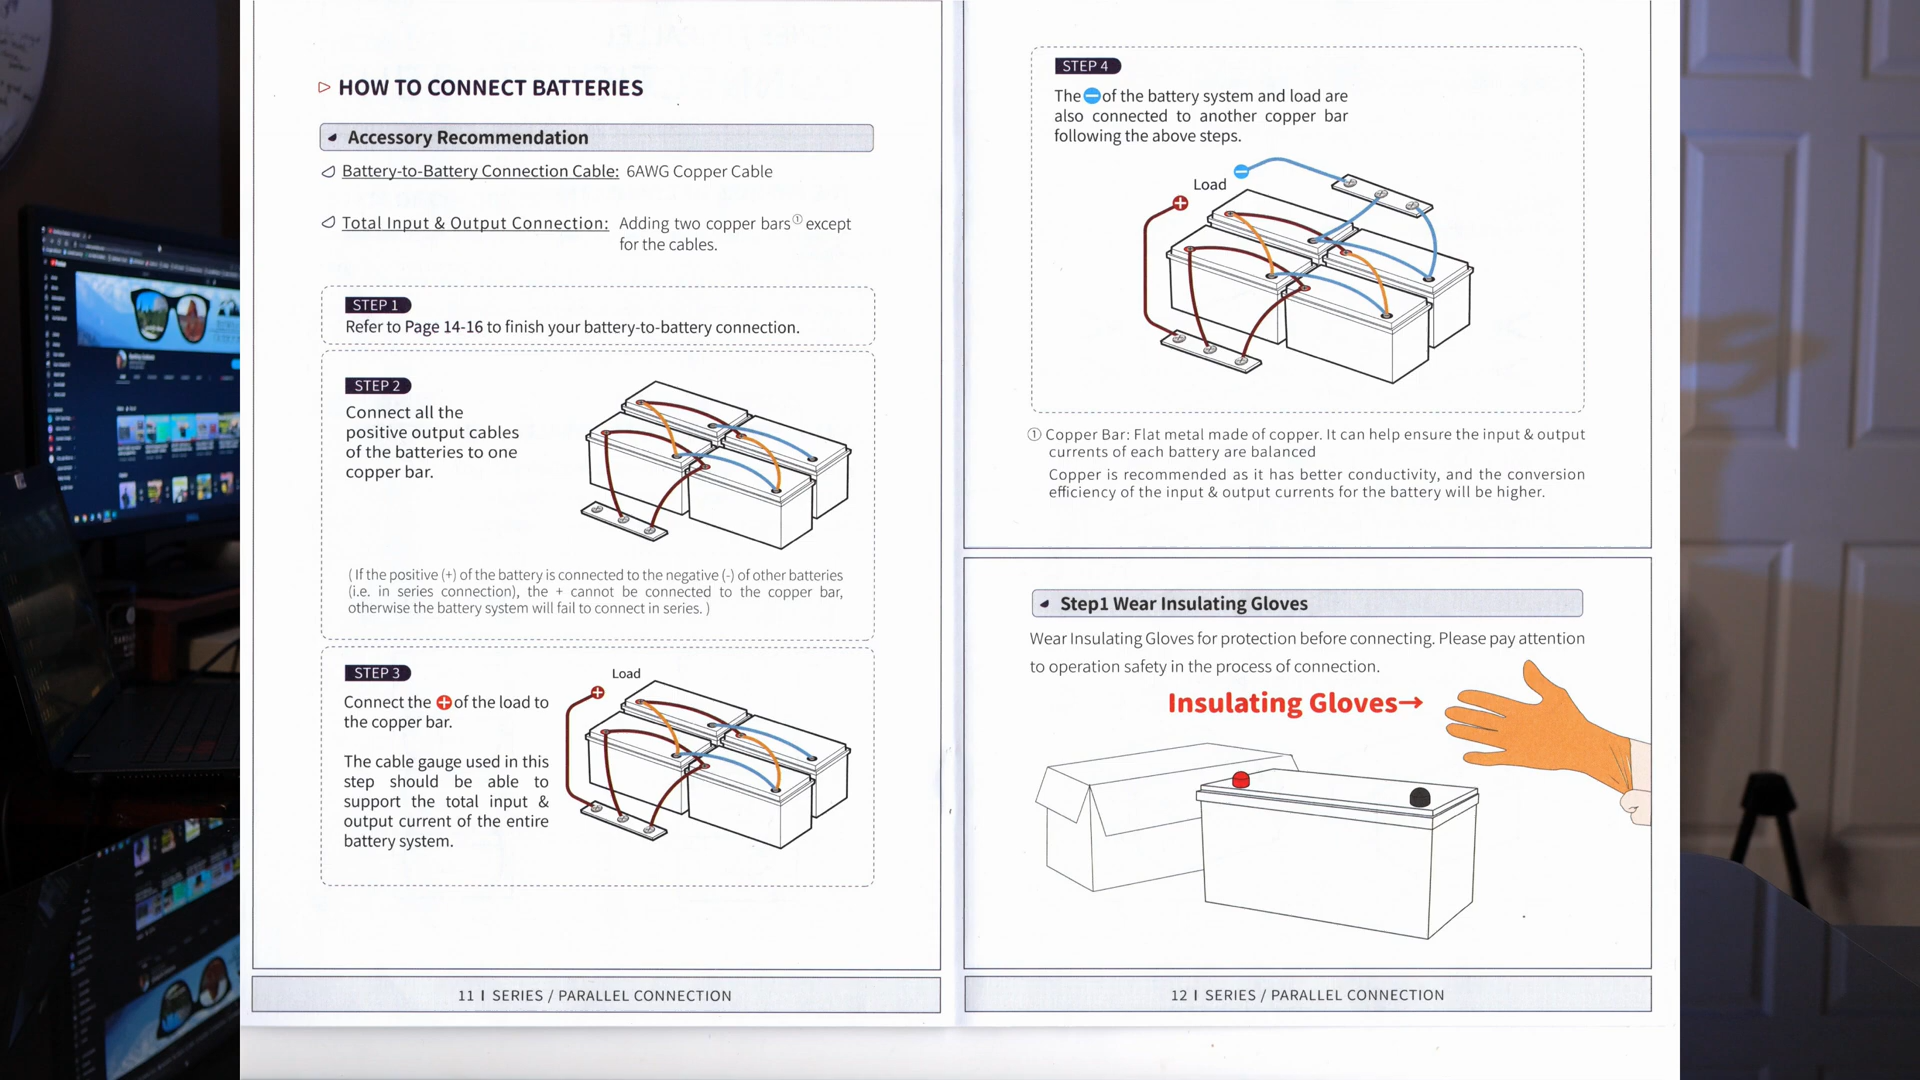 HOW TO CONNECT BATTERIES
Accessory Recommendation
Battery-to-Battery Connection Cable: 6AWG Copper Cable
Total Input & Output Connection: Adding two copper bars① except
for the cables.
STEP 1
Refer to Page 14-16 to finish your battery-to-battery connection.
STEP 2
Connect all the
positive output cables
of the batteries to one
copper bar.
( If the positive (+) of the battery is connected to the negative (-) of other batteries
(i.e. in series connection), the + cannot be connected to the copper bar,
otherwise the battery system will fail to connect in series. )
STEP 3
Load
Connect the + of the load to
the copper bar.
The cable gauge used in this
step should be able to
support the total input &
output current of the entire
battery system.
11 I SERIES / PARALLEL CONNECTION
STEP 4
The − of the battery system and load are
also connected to another copper bar
following the above steps.
Load
① Copper Bar: Flat metal made of copper. It can help ensure the input & output
currents of each battery are balanced
Copper is recommended as it has better conductivity, and the conversion
efficiency of the input & output currents for the battery will be higher.
Step1 Wear Insulating Gloves
Wear Insulating Gloves for protection before connecting. Please pay attention
to operation safety in the process of connection.
Insulating Gloves→
12 I SERIES / PARALLEL CONNECTION